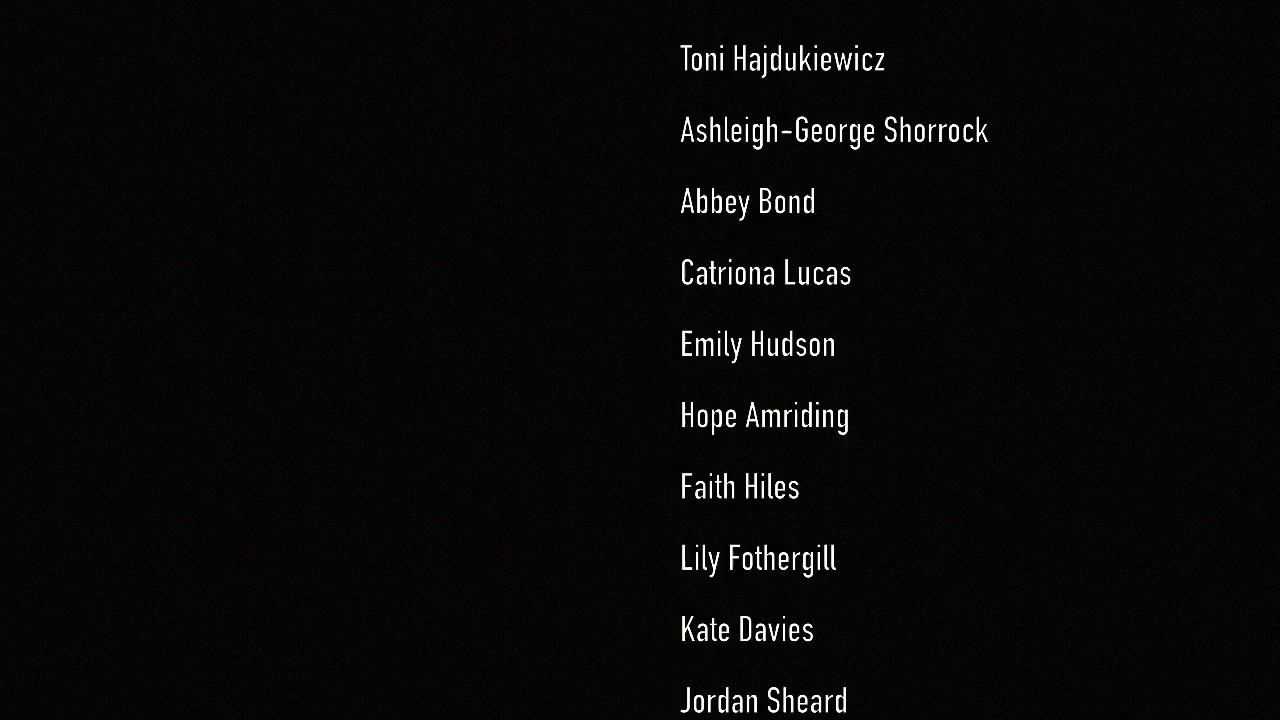 Toni Hajdukiewicz
Ashleigh-George Shorrock
Abbey Bond
Catriona Lucas
Emily Hudson
Hope Amriding
Faith Hiles
Lily Fothergill
Kate Davies
Jordan Sheard